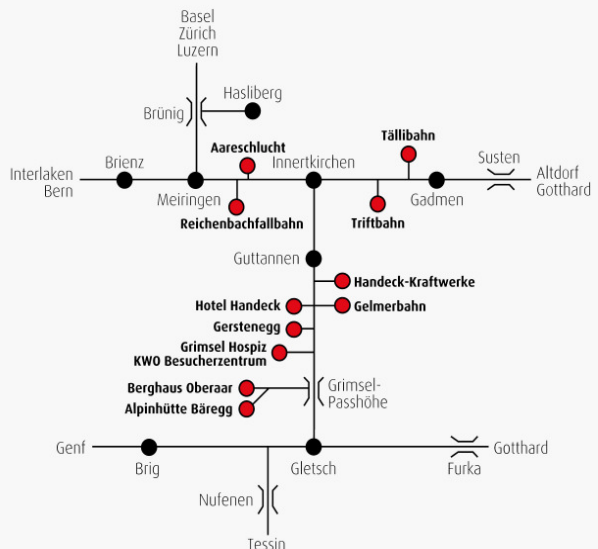 Basel
Zürich
Luzern
Hasliberg
Brünig
Aareschlucht
Tällibahn
Brienz
Innertkirchen
Susten
Interlaken
Bern
Altdorf
Gotthard
Meiringen
Gadmen
Reichenbachfallbahn
Triftbahn
Guttannen
Handeck-Kraftwerke
Hotel Handeck
Gelmerbahn
Gerstenegg
Grimsel Hospiz
KWO Besucherzentrum
Berghaus Oberaar
Grimsel-
Passhöhe
Alpinhütte Bäregg
Genf
Gotthard
Brig
Gletsch
Furka
Nufenen
Tessin